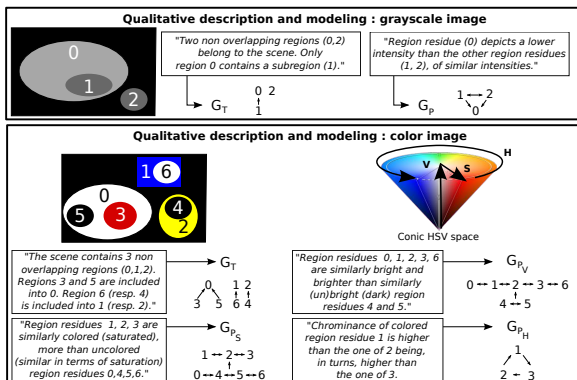 Qualitative description and modeling : grayscale image
0
1
2
"Two non overlapping regions (0,2)
belong to the scene. Only
region 0 contains a subregion (1)."
G_T
0 2
1
"Region residue (0) depicts a lower
intensity than the other region residues
(1, 2), of similar intensities."
G_P
1 2
0
Qualitative description and modeling : color image
1 6
0
5 3 4
2
H
V S
Conic HSV space
"The scene contains 3 non
overlapping regions (0,1,2).
Regions 3 and 5 are included
into 0. Region 6 (resp. 4)
is included into 1 (resp. 2)."
G_T
0 1 2
3 5 6 4
"Region residues 0, 1, 2, 3, 6
are similarly bright and
brighter than similarly
(un)bright (dark) region
residues 4 and 5."
G_{P_V}
0 1 2 3 6
4 5
"Region residues 1, 2, 3 are
similarly colored (saturated),
more than uncolored
(similar in terms of saturation)
region residues 0,4,5,6."
G_{P_S}
1 2 3
0 4 5 6
"Chrominance of colored
region residue 1 is higher
than the one of 2 being,
in turns, higher than
the one of 3.
G_{P_H}
1
2 3